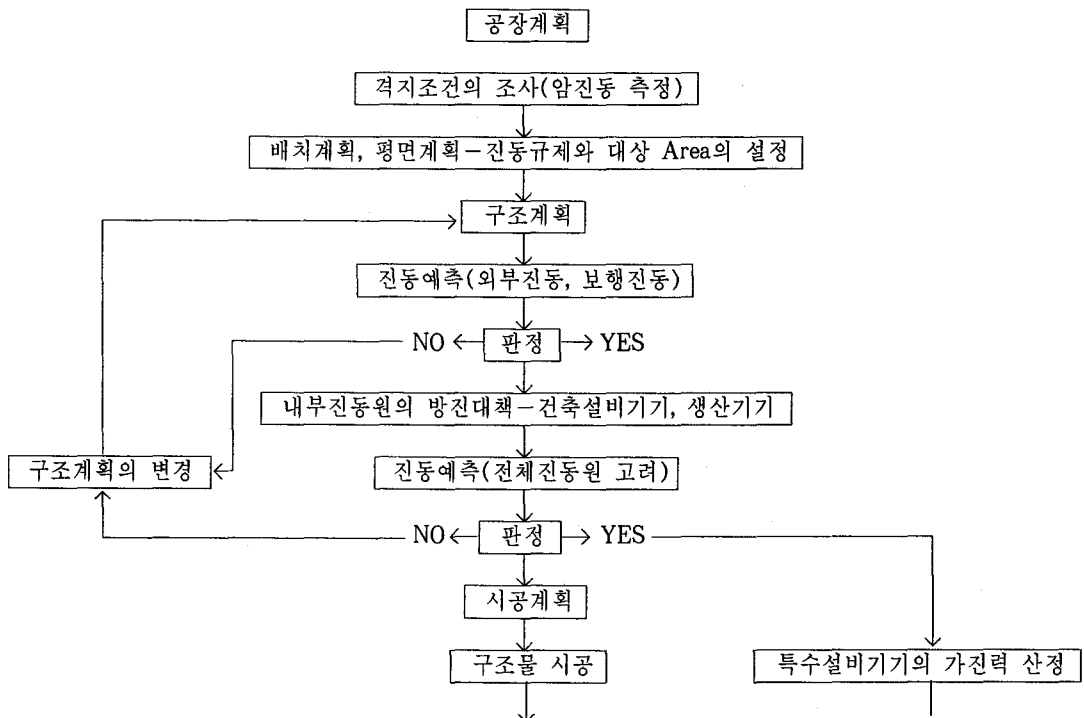 공장계획
격지조건의 조사(암진동 측정)
배치계획, 평면계획－진동규제와 대상 Area의 설정
구조계획
진동예측(외부진동, 보행진동)
NO
판정
YES
내부진동원의 방진대책－건축설비기기, 생산기기
구조계획의 변경
진동예측(전체진동원 고려)
NO
판정
YES
시공계획
구조물 시공
특수설비기기의 가진력 산정